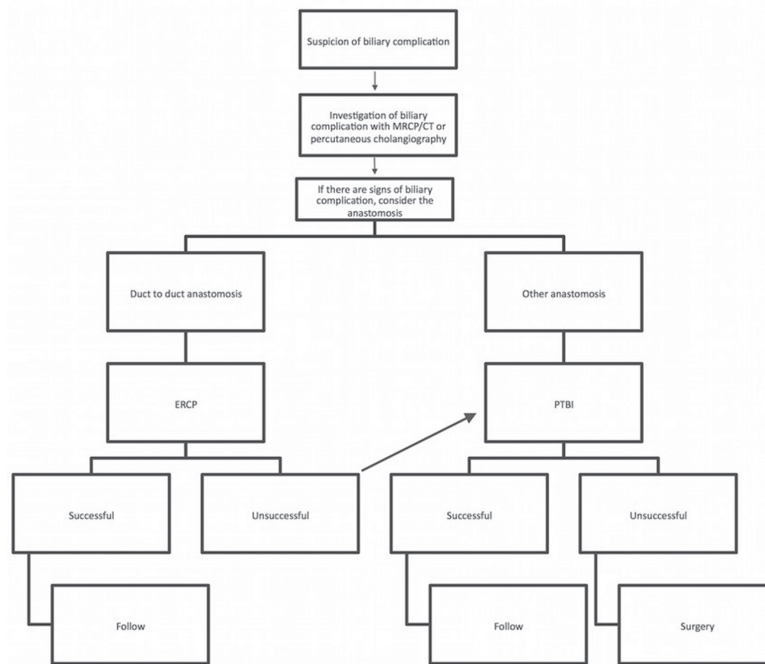 Suspicion of biliary complication
Investigation of biliary
complication with MRCP/CT or
percutaneous cholangiography
If there are signs of biliary
complication, consider the
anastomosis
Duct to duct anastomosis
Other anastomosis
ERCP
PTBI
Successful
Unsuccessful
Successful
Unsuccessful
Follow
Follow
Surgery